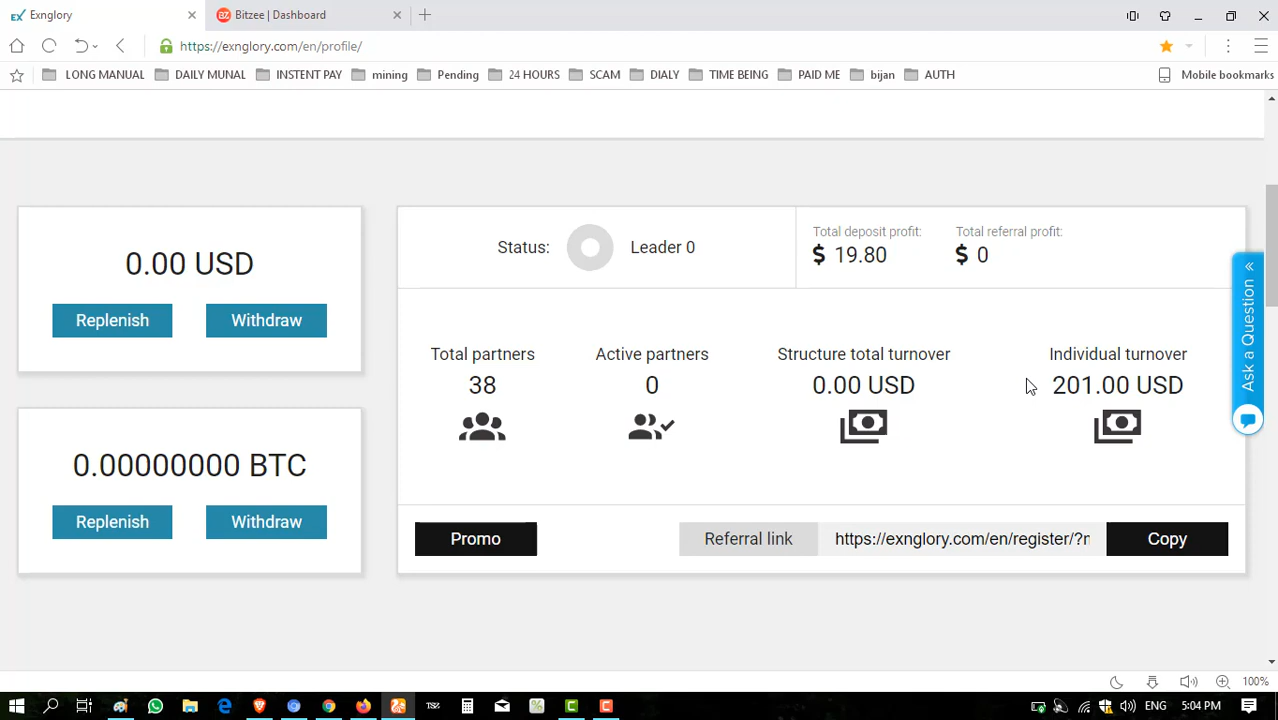 Exnglory
Bitzee | Dashboard
https://exnglory.com/en/profile/
LONG MANUAL DAILY MUNAL INSTENT PAY mining Pending 24 HOURS SCAM DIALY TIME BEING PAID ME bijan AUTH Mobile bookmarks
0.00 USD
Replenish Withdraw
0.00000000 BTC
Replenish Withdraw
Status: Leader 0
Total deposit profit: Total referral profit:
$ 19.80 $ 0
Total partners Active partners Structure total turnover Individual turnover
38 0 0.00 USD 201.00 USD
Promo Referral link https://exnglory.com/en/register/?r Copy
Ask a Question
100%
ENG 5:04 PM